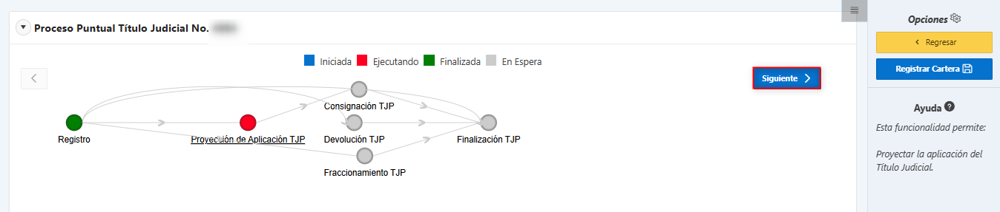 Proceso Puntual Título Judicial No.
Iniciada Ejecutando Finalizada En Espera
Siguiente
Consignación TJP
Registro
Proyección de Aplicación TJP
Devolución TJP
Finalización TJP
Fraccionamiento TJP
Opciones
Regresar
Registrar Cartera
Ayuda
Esta funcionalidad permite:
Proyectar la aplicación del
Título Judicial.